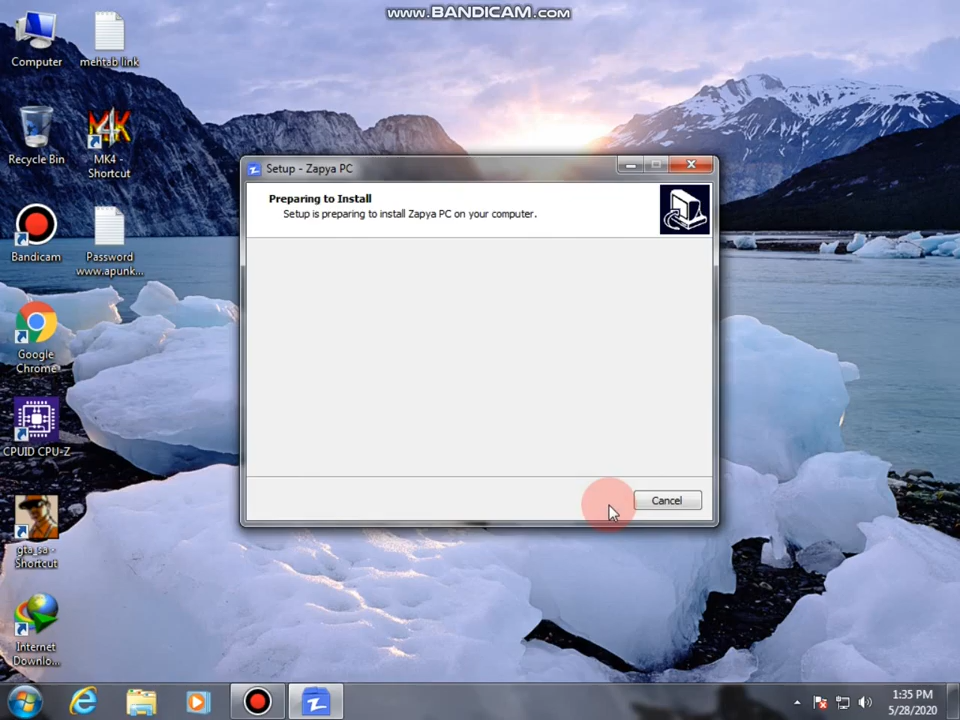 www.BANDICAM.com
Computer
mehtab link
Recycle Bin
MK4 -
Shortcut
Bandicam
Password
www.apunk...
Google
Chrome
CPUID CPU-Z
gta_sa -
Shortcut
Internet
Downlo...
Setup - Zapya PC
Preparing to Install
Setup is preparing to install Zapya PC on your computer.
Cancel
1:35 PM
5/28/2020